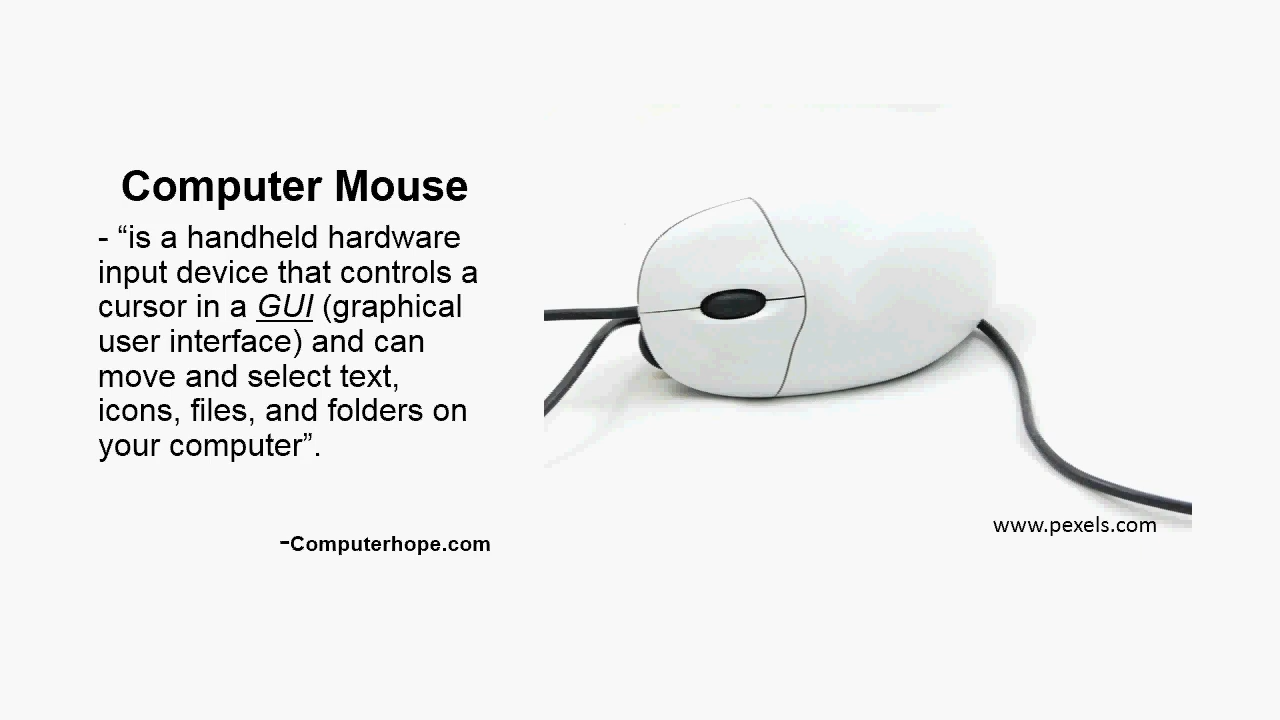 Computer Mouse
- “is a handheld hardware
input device that controls a
cursor in a GUI (graphical
user interface) and can
move and select text,
icons, files, and folders on
your computer”.
-Computerhope.com
www.pexels.com